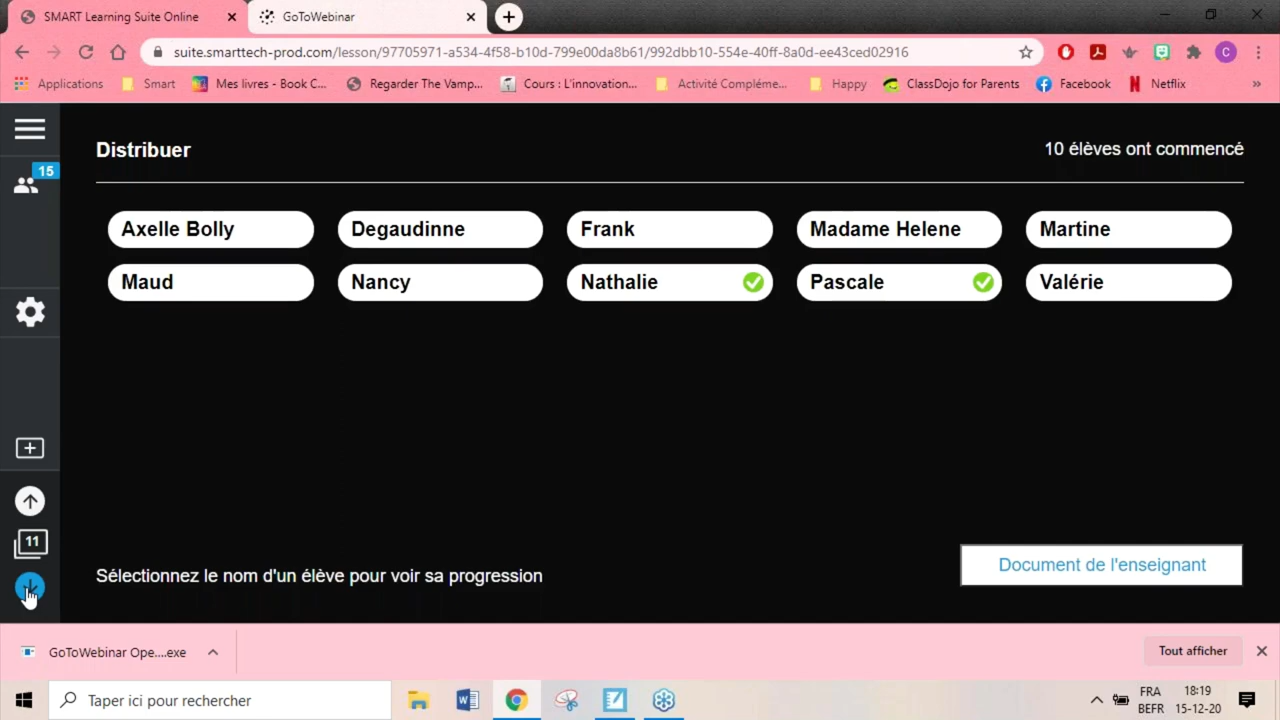 SMART Learning Suite Online
GoToWebinar
suite.smarttech-prod.com/lesson/97705971-a534-4f58-b10d-799e00da8b61/992dbb10-554e-40ff-8a0d-ee43ced02916
C
Applications Smart Mes livres - Book C... Regarder The Vamp... Cours : L'innovation... Activité Compléme... Happy ClassDojo for Parents Facebook Netflix »
15
Distribuer
10 élèves ont commencé
Axelle Bolly Degaudinne Frank Madame Helene Martine
Maud Nancy Nathalie Pascale Valérie
11
Sélectionnez le nom d'un élève pour voir sa progression
Document de l'enseignant
GoToWebinar Ope....exe
Tout afficher
Taper ici pour rechercher
FRA 18:19
BEFR 15-12-20